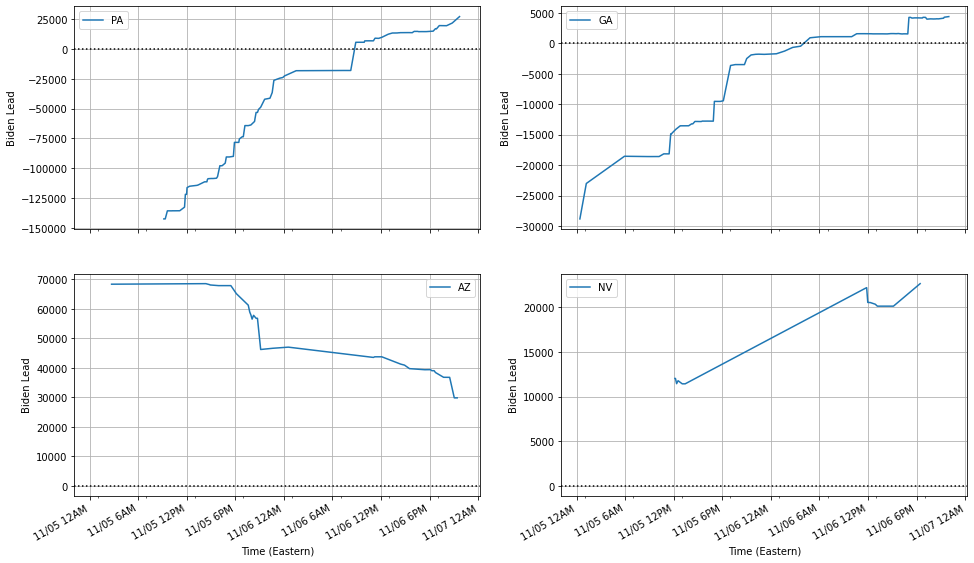 PA
25000
0
−25000
−50000
−75000
−100000
−125000
−150000
Biden Lead
GA
5000
0
−5000
−10000
−15000
−20000
−25000
−30000
Biden Lead
AZ
70000
60000
50000
40000
30000
20000
10000
0
Biden Lead
11/05 12AM
11/05 6AM
11/05 12PM
11/05 6PM
11/06 12AM
11/06 6AM
11/06 12PM
11/06 6PM
11/07 12AM
Time (Eastern)
NV
20000
15000
10000
5000
0
Biden Lead
11/05 12AM
11/05 6AM
11/05 12PM
11/05 6PM
11/06 12AM
11/06 6AM
11/06 12PM
11/06 6PM
11/07 12AM
Time (Eastern)